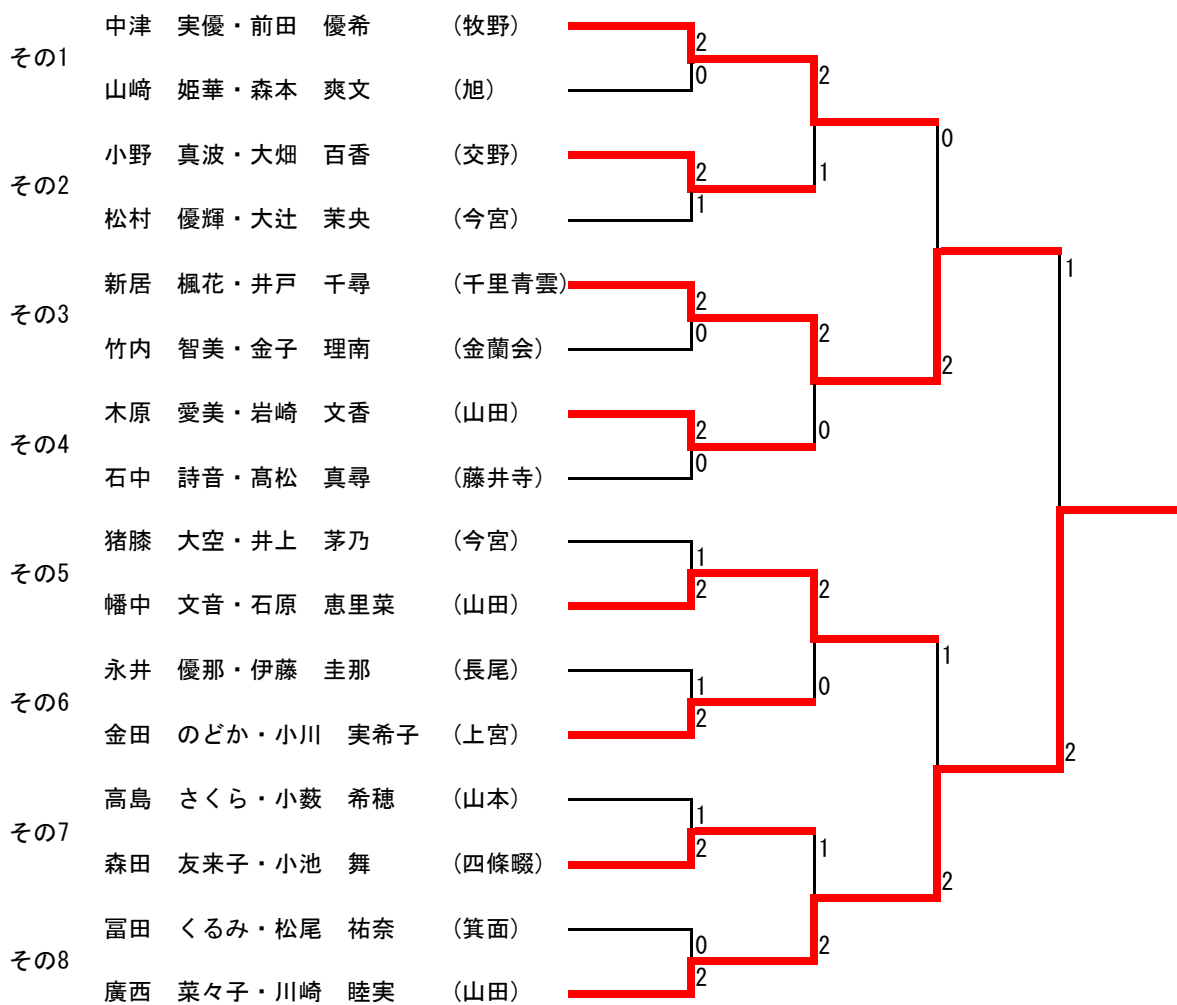 中津　実優・前田　優希　（牧野）
2
その1
2
0
山﨑　姫華・森本　爽文　（旭）
0
小野　真波・大畑　百香　（交野）
2
1
その2
1
松村　優輝・大辻　茉央　（今宮）
1
新居　楓花・井戸　千尋　（千里青雲）
2
その3
0
2
竹内　智美・金子　理南　（金蘭会）
2
木原　愛美・岩崎　文香　（山田）
2
0
その4
0
石中　詩音・髙松　真尋　（藤井寺）
猪膝　大空・井上　茅乃　（今宮）
1
その5
2
2
幡中　文音・石原　恵里菜　（山田）
1
永井　優那・伊藤　圭那　（長尾）
1
0
その6
2
金田　のどか・小川　実希子　（上宮）
2
高島　さくら・小薮　希穂　（山本）
1
その7
2
1
森田　友来子・小池　舞　（四條畷）
2
冨田　くるみ・松尾　祐奈　（箕面）
0
2
その8
2
廣西　菜々子・川崎　睦実　（山田）